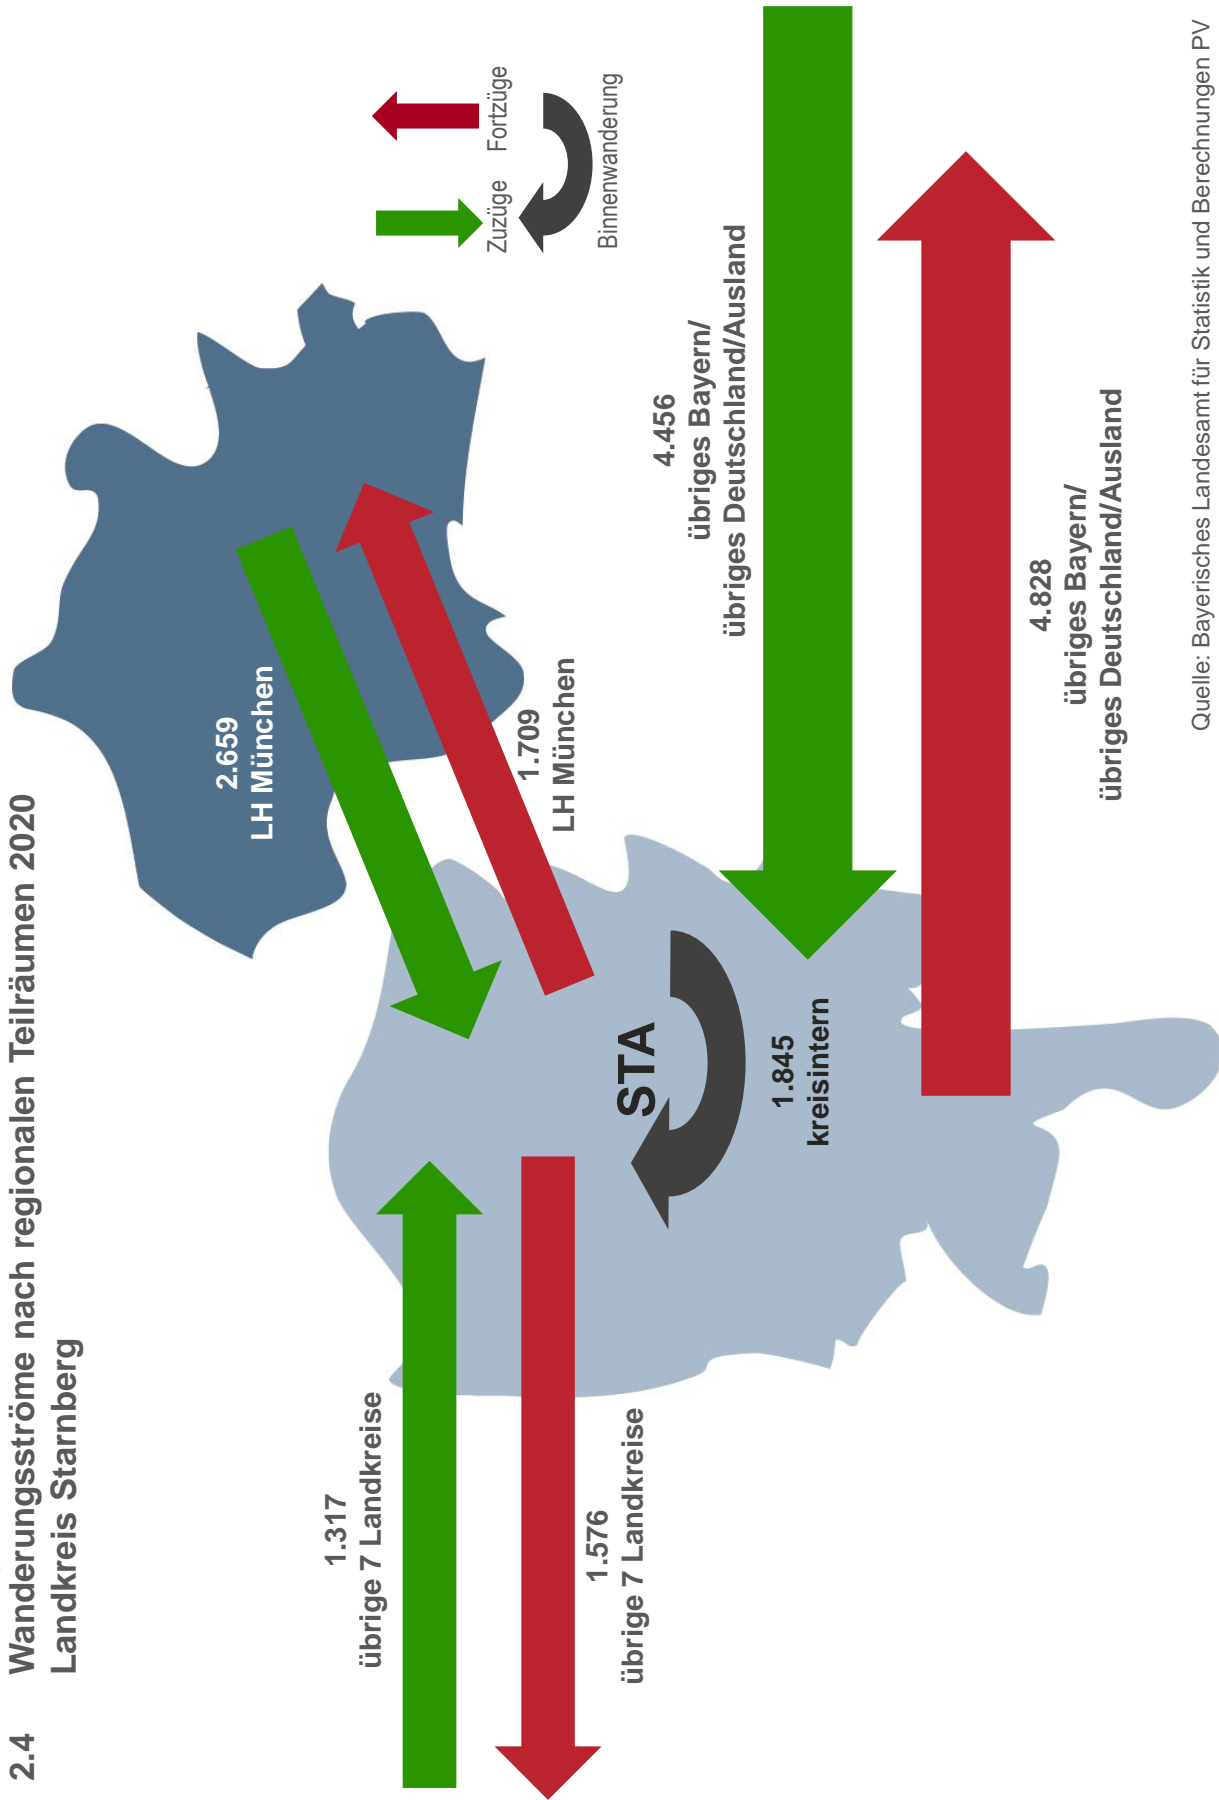 2.4 Wanderungsströme nach regionalen Teilräumen 2020
Landkreis Starnberg
2.659
LH München
1.709
LH München
Zuzüge
Fortzüge
Binnenwanderung
1.317
übrige 7 Landkreise
1.576
übrige 7 Landkreise
STA
1.845
kreisintern
4.456
übriges Bayern/
übriges Deutschland/Ausland
4.828
übriges Bayern/
übriges Deutschland/Ausland
Quelle: Bayerisches Landesamt für Statistik und Berechnungen PV